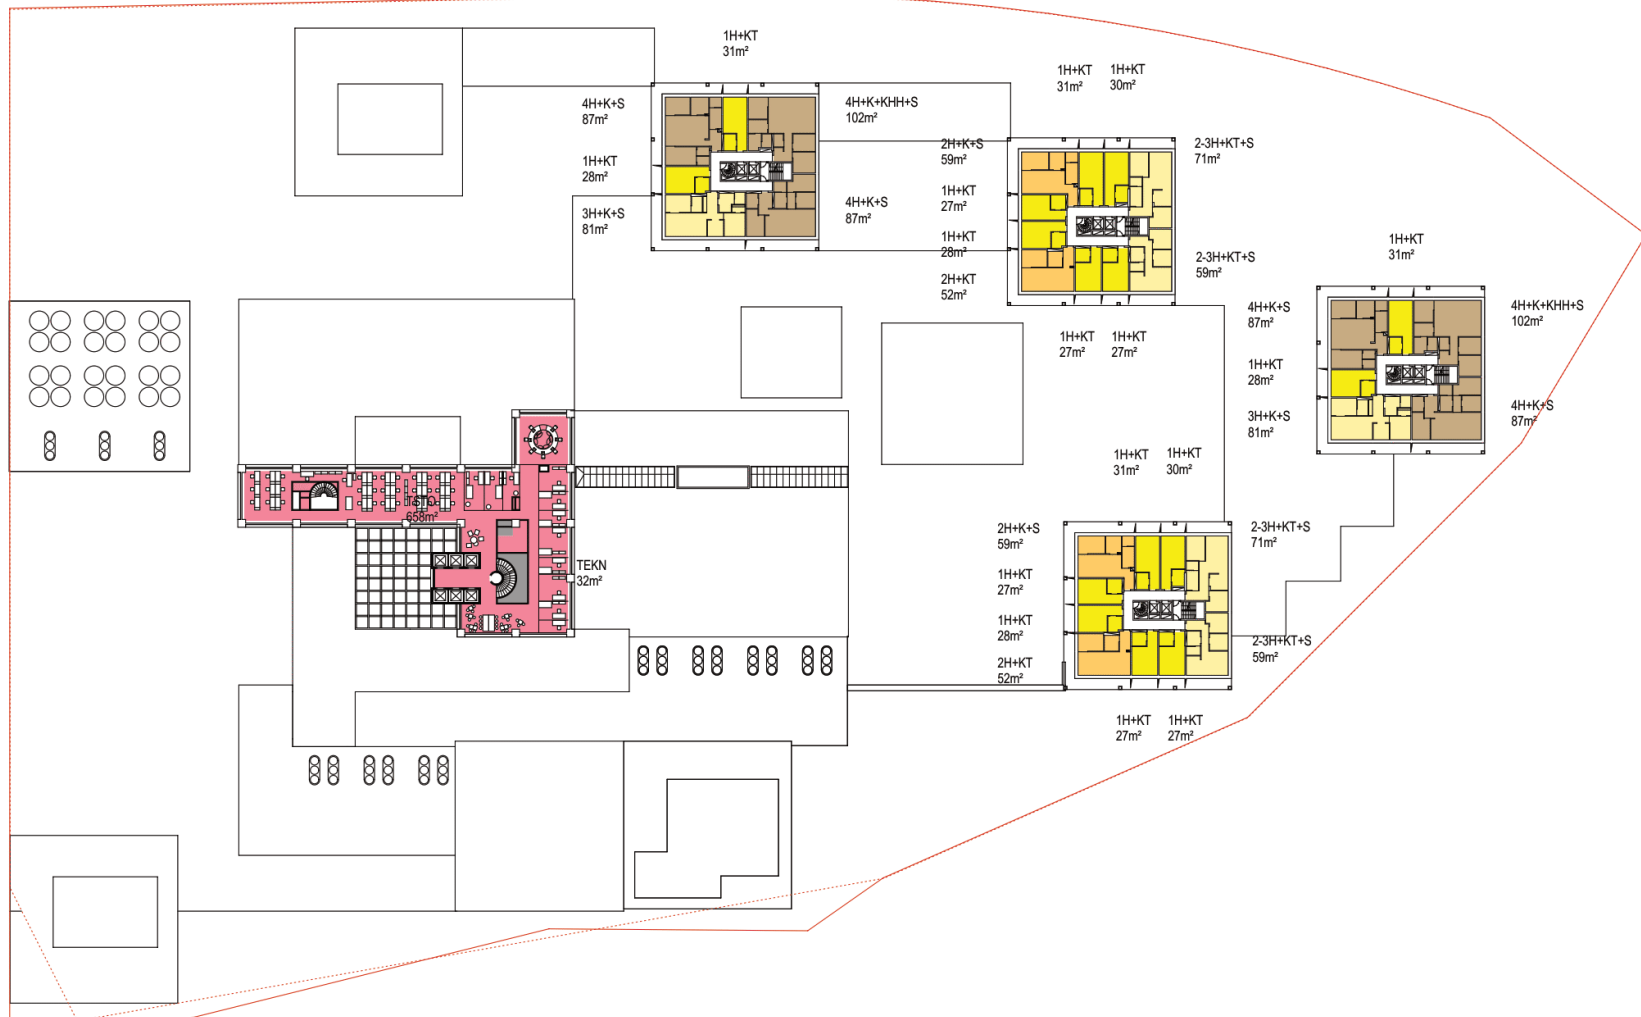 1H+KT
31m²
4H+K+S
87m²
4H+K+KHH+S
102m²
1H+KT
28m²
3H+K+S
81m²
4H+K+S
87m²
1H+KT
31m²
1H+KT
30m²
2H+K+S
59m²
2-3H+KT+S
71m²
1H+KT
27m²
1H+KT
28m²
2H+KT
52m²
2-3H+KT+S
59m²
1H+KT
27m²
1H+KT
27m²
1H+KT
31m²
4H+K+S
87m²
4H+K+KHH+S
102m²
1H+KT
28m²
3H+K+S
81m²
4H+K+S
87m²
1H+KT
31m²
1H+KT
30m²
2H+K+S
59m²
2-3H+KT+S
71m²
1H+KT
27m²
1H+KT
28m²
2H+KT
52m²
2-3H+KT+S
59m²
1H+KT
27m²
1H+KT
27m²
TSTO
658m²
TEKN
32m²